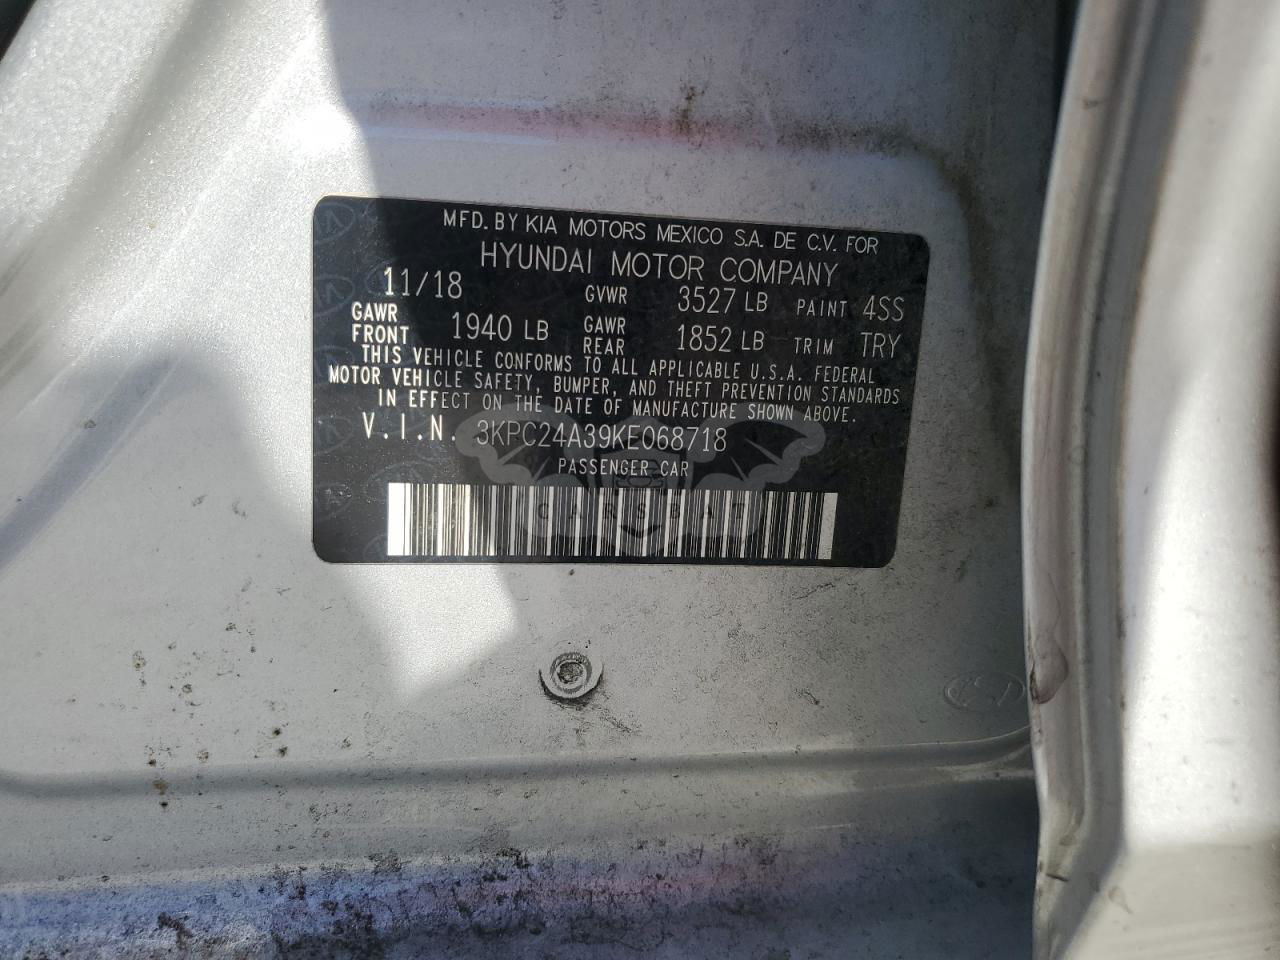 MFD. BY KIA MOTORS MEXICO S.A. DE C.V. FOR
HYUNDAI MOTOR COMPANY
11/18 GVWR 3527 LB PAINT 4SS
GAWR FRONT 1940 LB GAWR REAR 1852 LB TRIM TRY
THIS VEHICLE CONFORMS TO ALL APPLICABLE U.S.A. FEDERAL
MOTOR VEHICLE SAFETY, BUMPER, AND THEFT PREVENTION STANDARDS
IN EFFECT ON THE DATE OF MANUFACTURE SHOWN ABOVE.
V.I.N. 3KPC24A39KE068718
PASSENGER CAR
CARSBAT